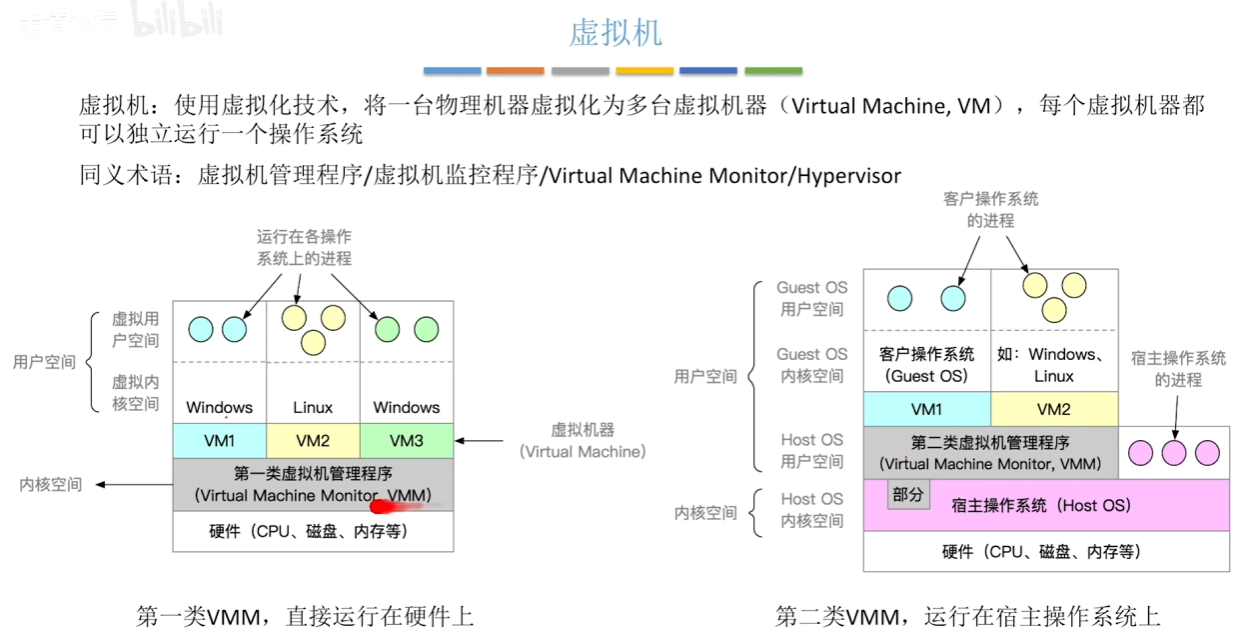 bilibili
虚拟机
虚拟机：使用虚拟化技术，将一台物理机器虚拟化为多台虚拟机器（Virtual Machine, VM），每个虚拟机器都
可以独立运行一个操作系统
同义术语：虚拟机管理程序/虚拟机监控程序/Virtual Machine Monitor/Hypervisor
运行在各操作
系统上的进程
用户空间
虚拟用
户空间
虚拟内
核空间
Windows
Linux
Windows
VM1
VM2
VM3
虚拟机器
（Virtual Machine）
内核空间
第一类虚拟机管理程序
（Virtual Machine Monitor, VMM）
硬件（CPU、磁盘、内存等）
第一类VMM，直接运行在硬件上
客户操作系统
的进程
用户空间
Guest OS
用户空间
Guest OS
内核空间
客户操作系统
（Guest OS）
如：Windows、
Linux
宿主操作系统
的进程
VM1
VM2
Host OS
用户空间
第二类虚拟机管理程序
（Virtual Machine Monitor, VMM）
内核空间
Host OS
内核空间
部分
宿主操作系统（Host OS）
硬件（CPU、磁盘、内存等）
第二类VMM，运行在宿主操作系统上